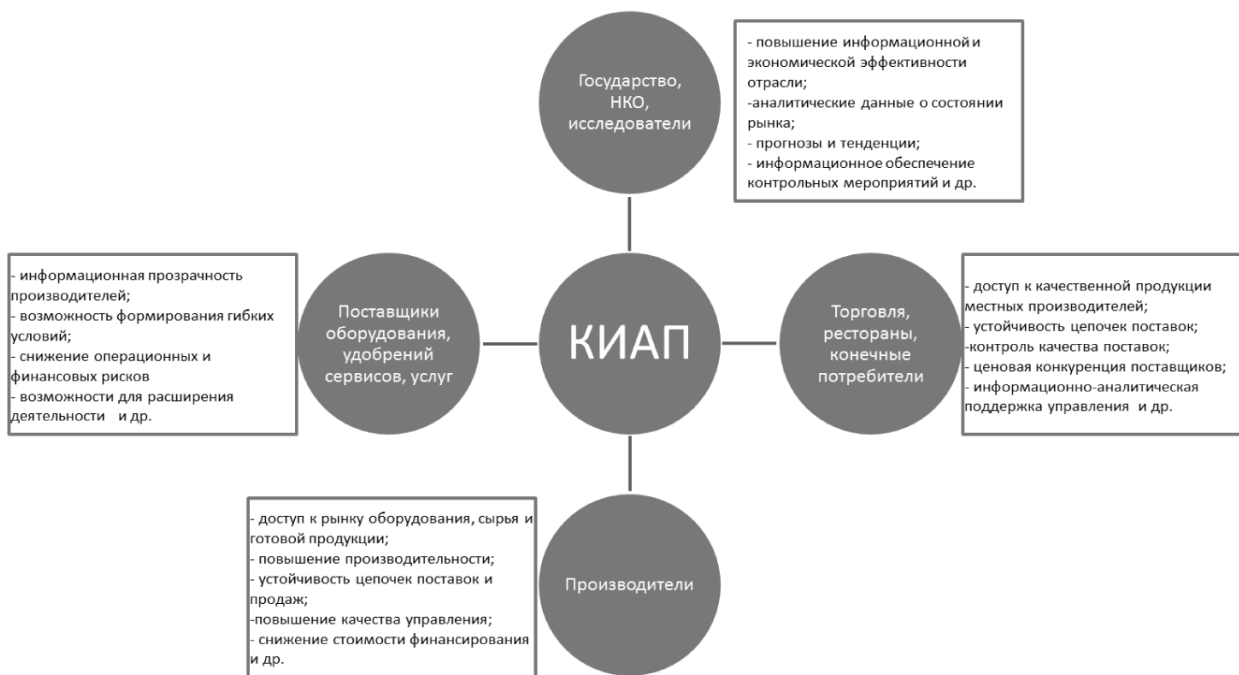 Государство,
НКО,
исследователи
- повышение информационной и
экономической эффективности
отрасли;
-аналитические данные о состоянии
рынка;
- прогнозы и тенденции;
- информационное обеспечение
контрольных мероприятий и др.
- информационная прозрачность
производителей;
- возможность формирования гибких
условий;
- снижение операционных и
финансовых рисков
- возможности для расширения
деятельности и др.
Поставщики
оборудования,
удобрений
сервисов, услуг
КИАП
Торговля,
рестораны,
конечные
потребители
- доступ к качественной продукции
местных производителей;
- устойчивость цепочек поставок;
-контроль качества поставок;
- ценовая конкуренция поставщиков;
- информационно-аналитическая
поддержка управления и др.
- доступ к рынку оборудования, сырья и
готовой продукции;
- повышение производительности;
- устойчивость цепочек поставок и
продаж;
-повышение качества управления;
- снижение стоимости финансирования
и др.
Производители